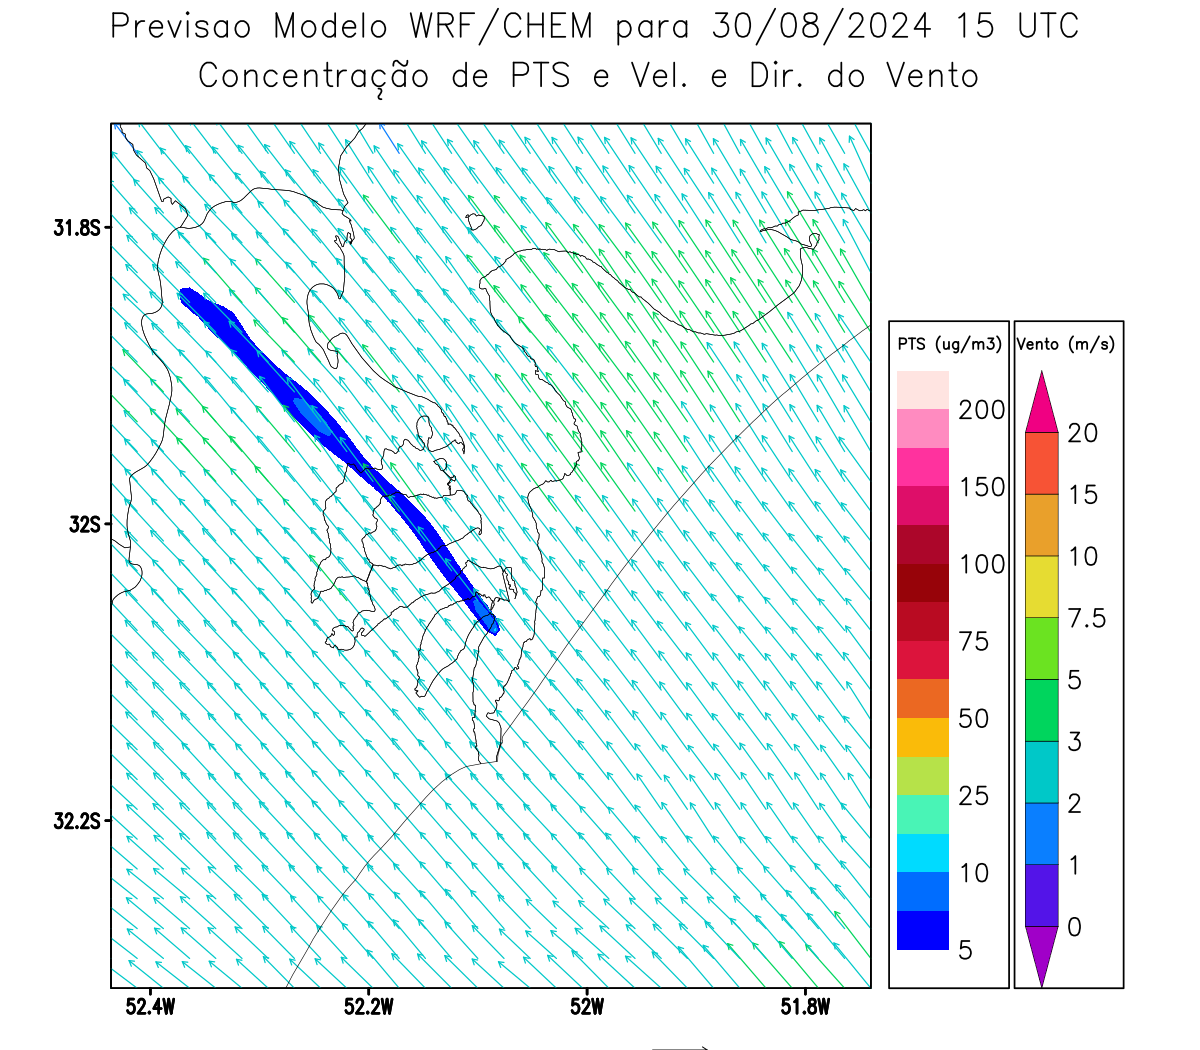 Previsao Modelo WRF/CHEM para 30/08/2024 15 UTC
Concentração de PTS e Vel. e Dir. do Vento
31.8S
32S
32.2S
52.4W 52.2W 52W 51.8W
PTS (ug/m3)
200
150
100
75
50
25
10
5
Vento (m/s)
20
15
10
7.5
5
3
2
1
0